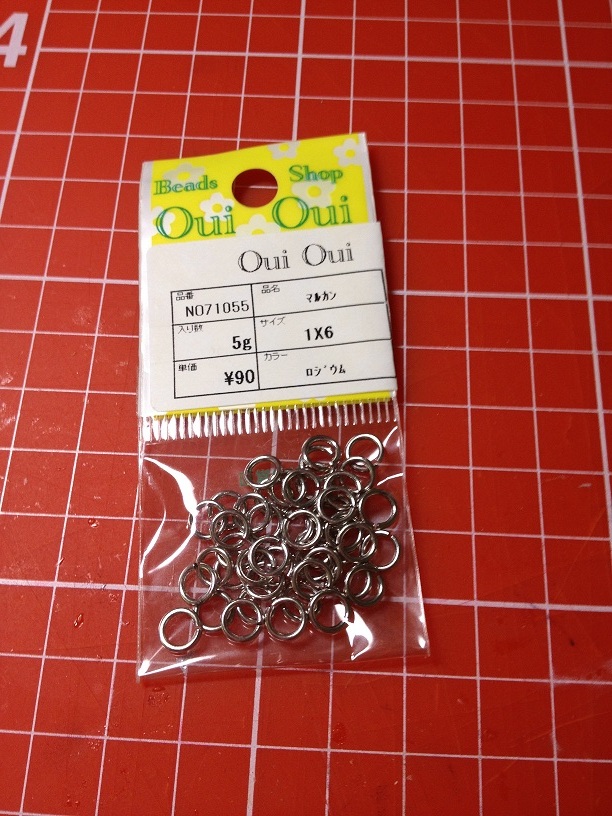 4
Beads Shop
Oui Oui
Oui Oui
品番 NO71055 品名 マルカン
入り数 5g サイズ 1X6
単価 ¥90 カラー ロジウム